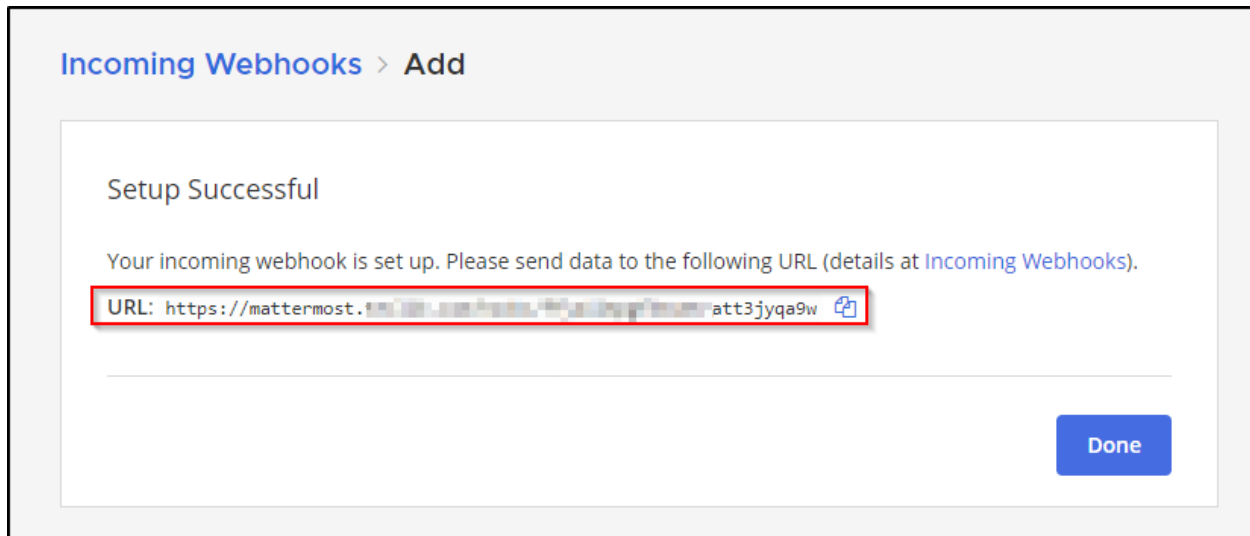 Incoming Webhooks > Add
Setup Successful
Your incoming webhook is set up. Please send data to the following URL (details at Incoming Webhooks).
URL: https://mattermost. att3jyqa9w
Done